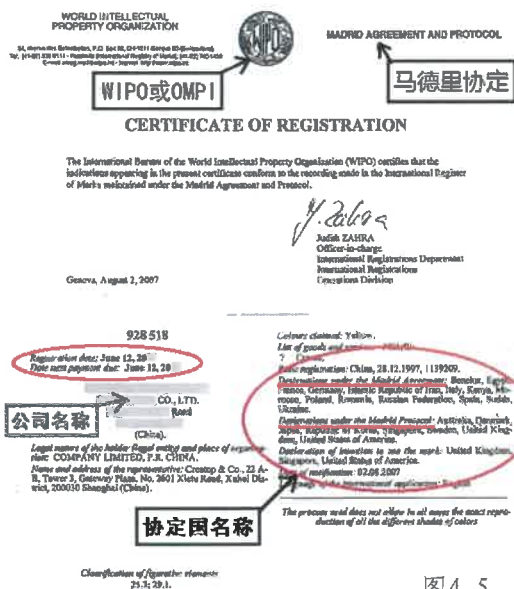 WORLD INTELLECTUAL
PROPERTY ORGANIZATION
WIPO
MADRID AGREEMENT AND PROTOCOL
WIPO或OMPI
马德里协定
CERTIFICATE OF REGISTRATION
The International Bureau of the World Intellectual Property Organization (WIPO) certifies that the
indications appearing in the present certificate conform to the recording made in the International Register
of Marks maintained under the Madrid Agreement and Protocol.
Judith ZAHRA
Officer-in-charge
International Registrations Department
International Registrations
Operations Division
Geneva, August 2, 2007
928 518
Registration date: June 12, 20
Date next payment due: June 12, 20
CO., LTD.
Road
公司名称
(China).
Legal nature of the holder (legal entity) and place of
tion: COMPANY LIMITED, P.R. CHINA.
Name and address of the representative: & Co., 22 A-
B, Tower 3, Gateway Plaza, No. 2601 Xietu Road, Xuhui Dis-
trict, 200030 Shanghai (China).
Classification of figurative elements
25.3; 29.1.
Colours claimed: Yellow.
List of goods and
7
registration: China, 28.12.1997, 1139209.
Designations under the Madrid Agreement: Benelux, Egypt,
France, Germany, Islamic Republic of Iran, Italy, Kenya, Mo-
rocco, Poland, Romania, Russian Federation, Spain, Sudan,
Ukraine.
Designations under the Madrid Protocol: Australia, Denmark,
Republic of Korea, Singapore, Sweden, United King-
dom, United States of America.
Declaration of intention to use the mark: United Kingdom,
Singapore, United States of America.
notification: 02.08.2007
of the international application: English
The process used does not allow in all cases the exact repro-
duction of all the different shades of colors
协定国名称
图4.5